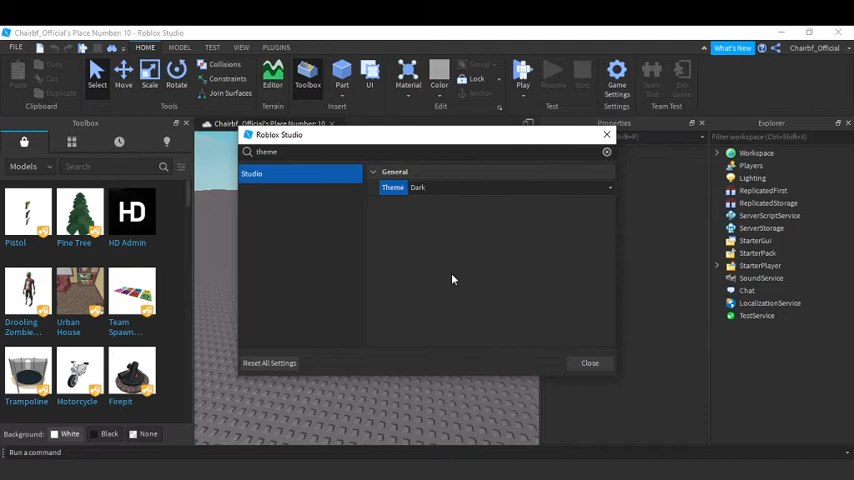 Chairbf_Official's Place Number: 10 - Roblox Studio
FILE HOME MODEL TEST VIEW PLUGINS What's New Chairbf_Official
Paste Copy Cut Duplicate Select Move Scale Rotate Collisions Constraints Join Surfaces Editor Toolbox Part UI Material Color Group Lock Anchor Play Resume Stop Game Settings Team Test Exit Game
Clipboard Tools Terrain Insert Edit Test Settings Team Test
Toolbox
Chairbf_Official's Place Number: 10
Properties
Explorer
Filter workspace (Ctrl+Shift+X)
Models Search
Pistol Pine Tree HD Admin
HD
Drooling Zombie...
Urban House
Team Spawn...
Trampoline Motorcycle Firepit
Background: White Black None
Run a command
Roblox Studio
theme
Studio
General
Theme Dark
Reset All Settings Close
Workspace
Players
Lighting
ReplicatedFirst
ReplicatedStorage
ServerScriptService
ServerStorage
StarterGui
StarterPack
StarterPlayer
SoundService
Chat
LocalizationService
TestService